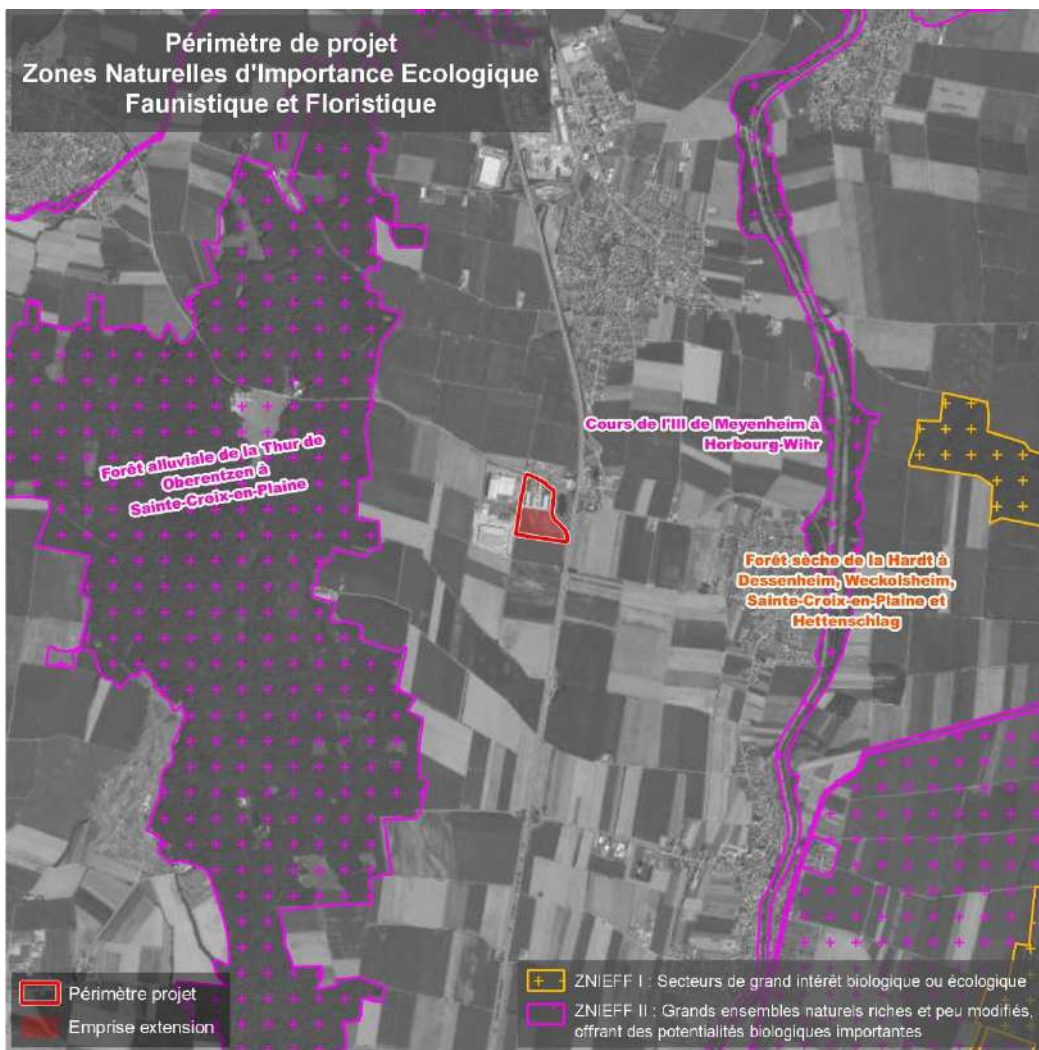 Périmètre de projet
Zones Naturelles d'Importance Ecologique
Faunistique et Floristique
Cours de l'Ill de Meyenheim à
Horbourg-Wihr
Forêt alluviale de la Thur de
Oberentzen à
Sainte-Croix-en-Plaine
Forêt sèche de la Hardt à
Dessenheim, Weckolsheim,
Sainte-Croix-en-Plaine et
Hettenschlag
Périmètre projet
Emprise extension
ZNIEFF I : Secteurs de grand intérêt biologique ou écologique
ZNIEFF II : Grands ensembles naturels riches et peu modifiés,
offrant des potentialités biologiques importantes